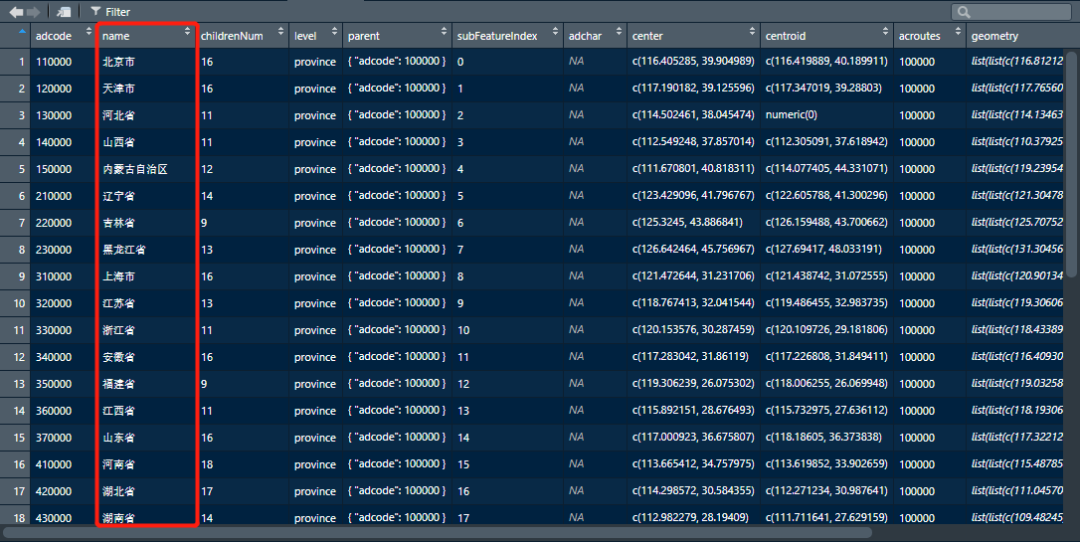 Filter
adcode name childrenNum level parent subFeatureIndex adchar center centroid acroutes geometry
1 110000 北京市 16 province { "adcode": 100000 } 0 NA c(116.405285, 39.904989) c(116.419889, 40.189911) 100000 list(list(c(116.81212
2 120000 天津市 16 province { "adcode": 100000 } 1 NA c(117.190182, 39.125596) c(117.347019, 39.28803) 100000 list(list(c(117.76560
3 130000 河北省 11 province { "adcode": 100000 } 2 NA c(114.502461, 38.045474) numeric(0) 100000 list(list(c(114.13463
4 140000 山西省 11 province { "adcode": 100000 } 3 NA c(112.549248, 37.857014) c(112.305091, 37.618942) 100000 list(list(c(110.37925
5 150000 内蒙古自治区 12 province { "adcode": 100000 } 4 NA c(111.670801, 40.818311) c(114.077405, 44.331071) 100000 list(list(c(119.23954
6 210000 辽宁省 14 province { "adcode": 100000 } 5 NA c(123.429096, 41.796767) c(122.605788, 41.300296) 100000 list(list(c(121.30478
7 220000 吉林省 9 province { "adcode": 100000 } 6 NA c(125.3245, 43.886841) c(126.159488, 43.700662) 100000 list(list(c(125.70752
8 230000 黑龙江省 13 province { "adcode": 100000 } 7 NA c(126.642464, 45.756967) c(127.69417, 48.033191) 100000 list(list(c(131.30456
9 310000 上海市 16 province { "adcode": 100000 } 8 NA c(121.472644, 31.231706) c(121.438742, 31.072555) 100000 list(list(c(120.90134
10 320000 江苏省 13 province { "adcode": 100000 } 9 NA c(118.767413, 32.041544) c(119.486455, 32.983735) 100000 list(list(c(119.30606
11 330000 浙江省 11 province { "adcode": 100000 } 10 NA c(120.153576, 30.287459) c(120.109726, 29.181806) 100000 list(list(c(118.43389
12 340000 安徽省 16 province { "adcode": 100000 } 11 NA c(117.283042, 31.86119) c(117.226808, 31.849411) 100000 list(list(c(116.40930
13 350000 福建省 9 province { "adcode": 100000 } 12 NA c(119.306239, 26.075302) c(118.006255, 26.069948) 100000 list(list(c(119.03258
14 360000 江西省 11 province { "adcode": 100000 } 13 NA c(115.892151, 28.676493) c(115.732975, 27.636112) 100000 list(list(c(118.19306
15 370000 山东省 16 province { "adcode": 100000 } 14 NA c(117.000923, 36.675807) c(118.18605, 36.373838) 100000 list(list(c(117.32212
16 410000 河南省 18 province { "adcode": 100000 } 15 NA c(113.665412, 34.757975) c(113.619852, 33.902659) 100000 list(list(c(115.48785
17 420000 湖北省 17 province { "adcode": 100000 } 16 NA c(114.298572, 30.584355) c(112.271234, 30.987641) 100000 list(list(c(111.04570
18 430000 湖南省 14 province { "adcode": 100000 } 17 NA c(112.982279, 28.19409) c(111.711641, 27.629159) 100000 list(list(c(109.48245